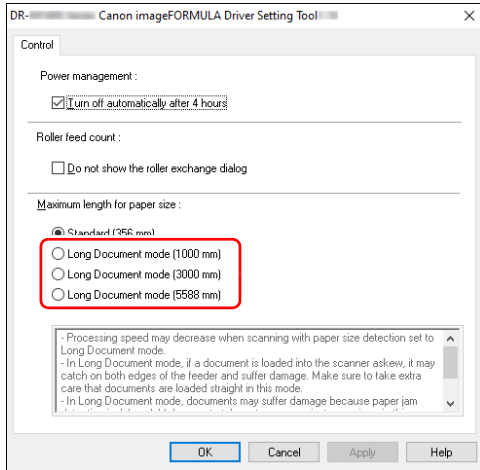 DR- Canon imageFORMULA Driver Setting Tool
Control
Power management :
Turn off automatically after 4 hours
Roller feed count :
Do not show the roller exchange dialog
Maximum length for paper size :
Standard (356 mm)
Long Document mode (1000 mm)
Long Document mode (3000 mm)
Long Document mode (5588 mm)
- Processing speed may decrease when scanning with paper size detection set to
Long Document mode.
- In Long Document mode, if a document is loaded into the scanner askew, it may
catch on both edges of the feeder and suffer damage. Make sure to take extra
care that documents are loaded straight in this mode.
- In Long Document mode, documents may suffer damage because paper jam
OK Cancel Apply Help